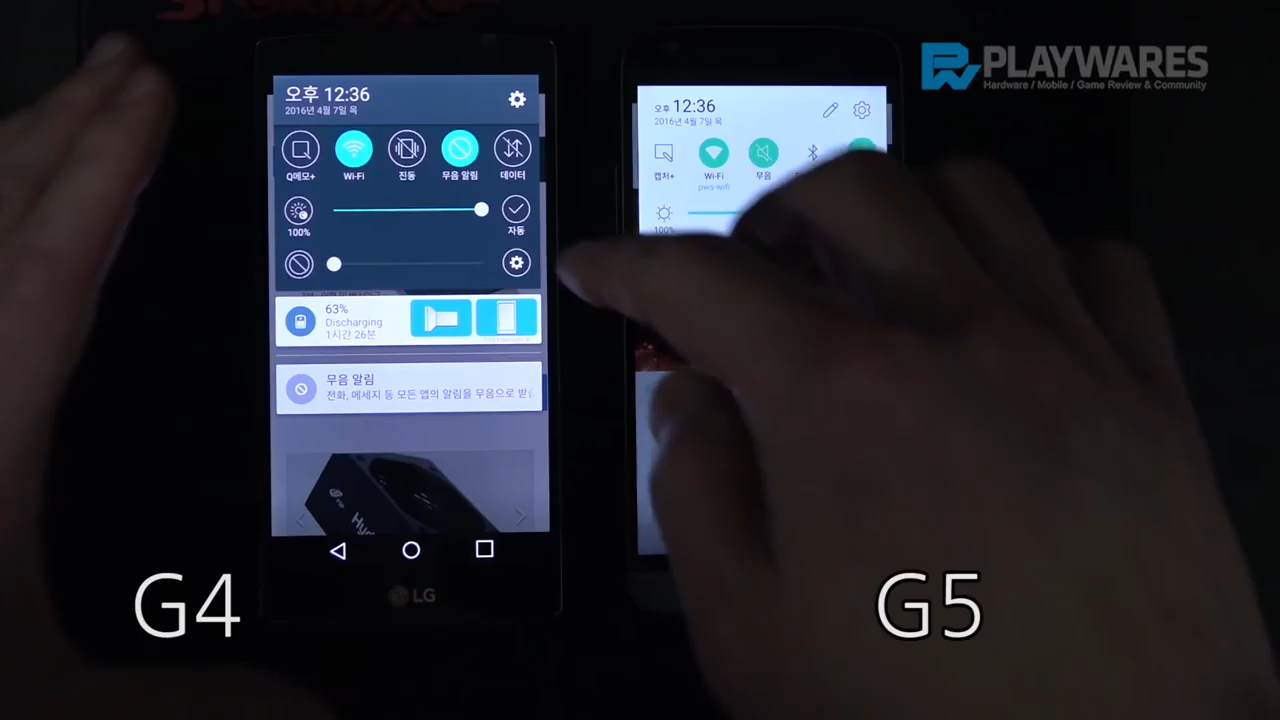 PLAYWARES
Hardware / Mobile / Game Review & Community
오후 12:36
2016년 4월 7일 목
Q메모+
Wi-Fi
진동
무음 알림
데이터
100%
자동
63%
Discharging
1시간 26분
무음 알림
전화, 메세지 등 모든 앱의 알림을 무음으로 받
LG
오후 12:36
2016년 4월 7일 목
캡처+
Wi-Fi
무음
pws-wifi
100%
G4
G5